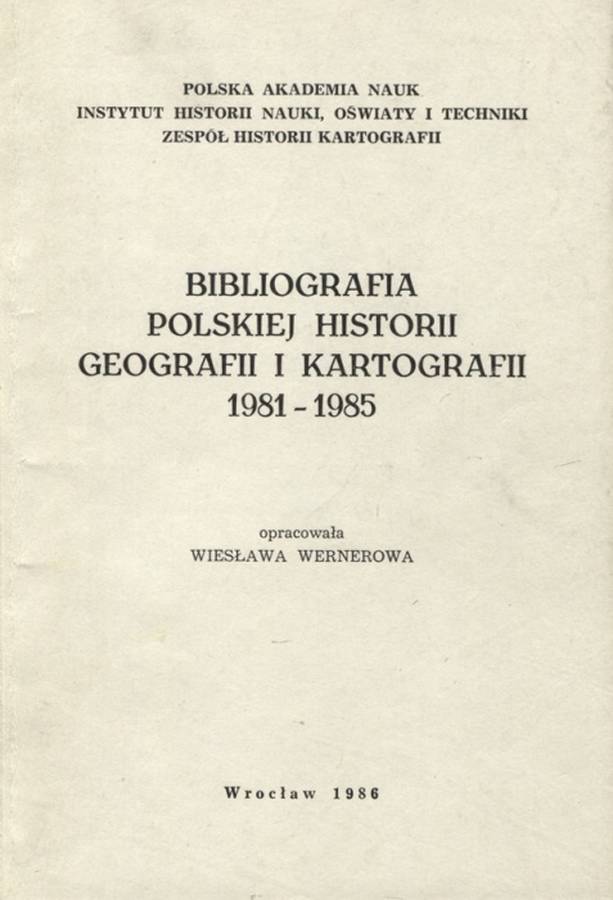 POLSKA AKADEMIA NAUK
INSTYTUT HISTORII NAUKI, OŚWIATY I TECHNIKI
ZESPÓŁ HISTORII KARTOGRAFII
BIBLIOGRAFIA
POLSKIEJ HISTORII
GEOGRAFII I KARTOGRAFII
1981 – 1985
opracowała
WIESŁAWA WERNEROWA
Wrocław 1986